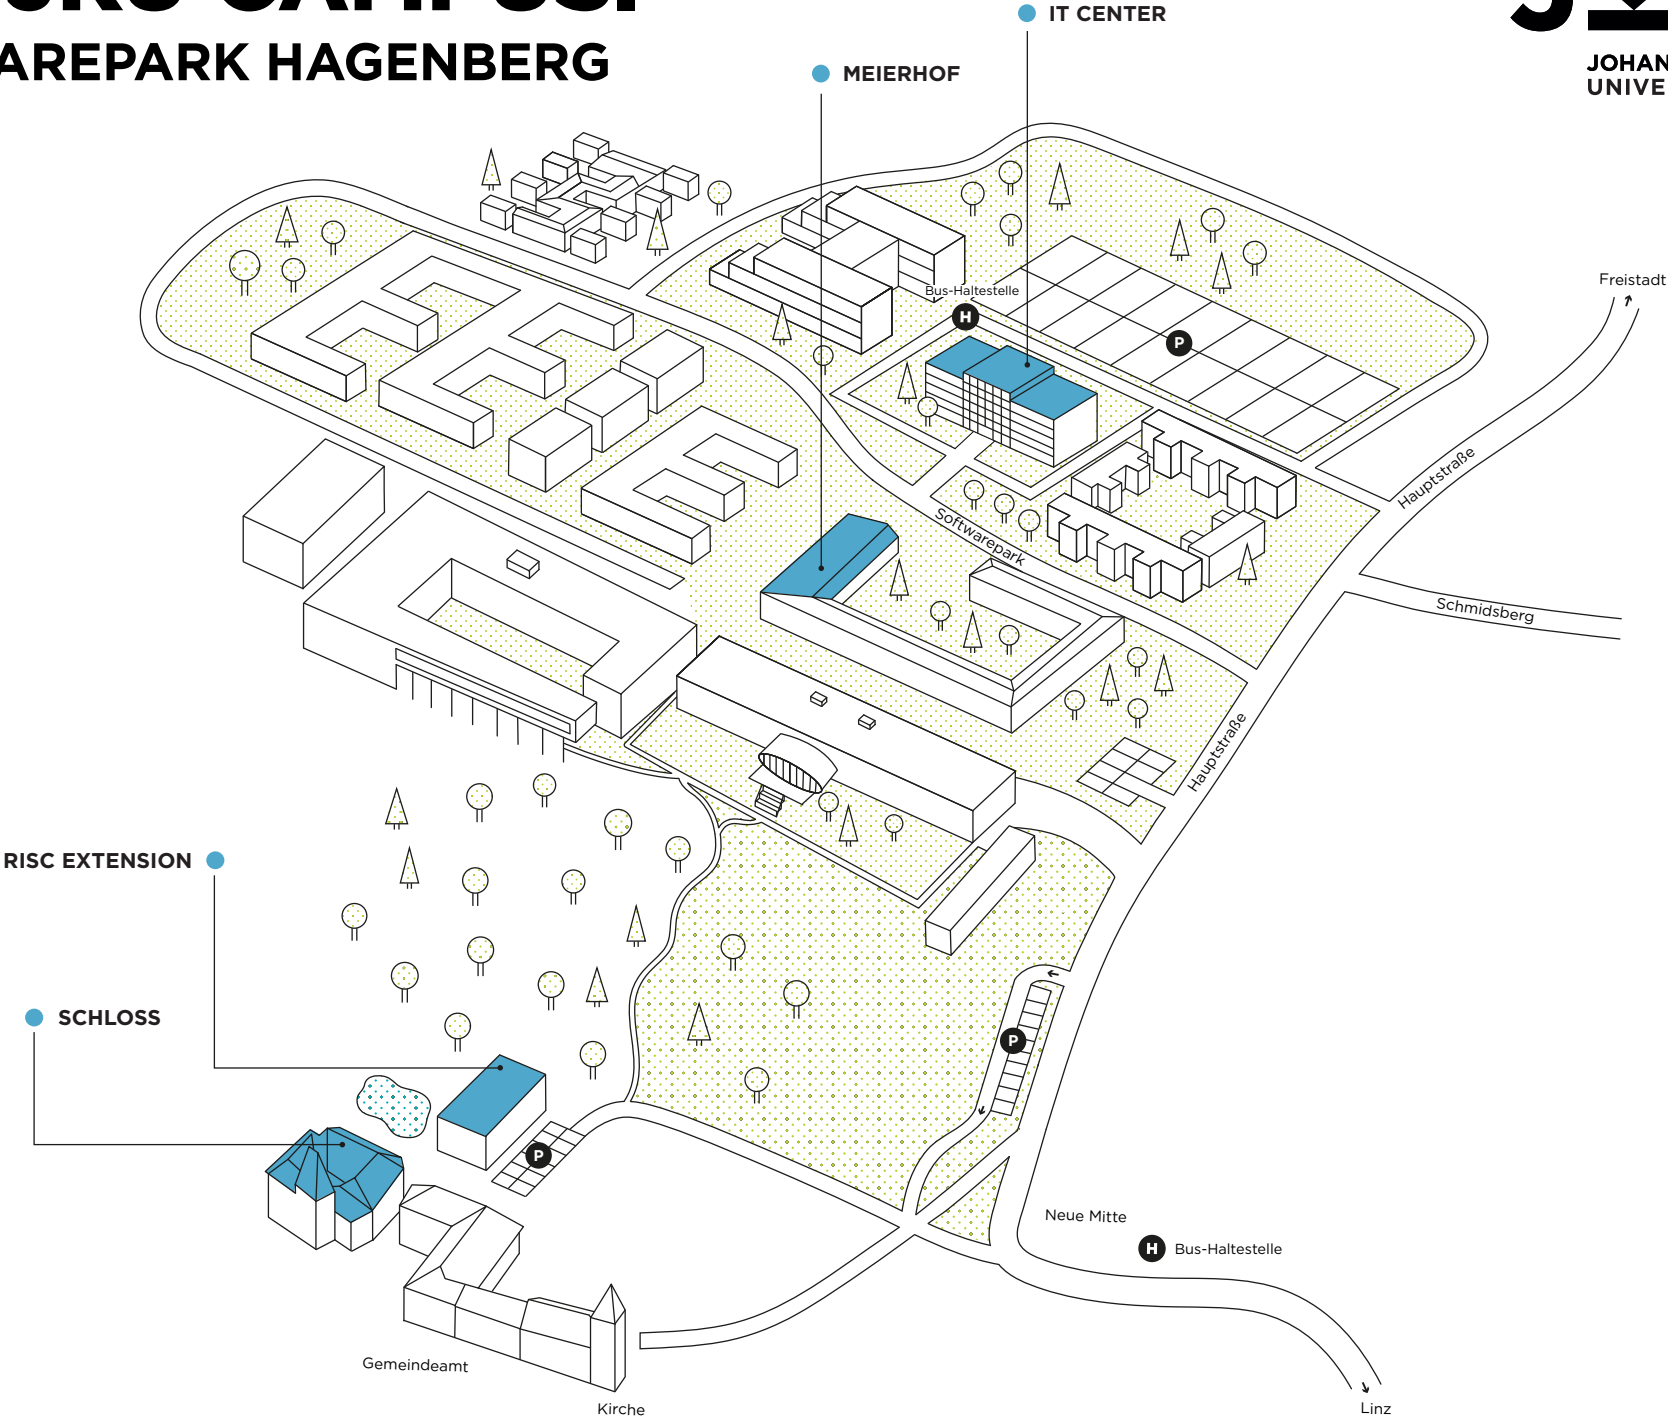 AREPARK HAGENBERG
IT CENTER
MEIERHOF
JOHAN
UNIVE
Freistadt
Bus-Haltestelle
H
P
Hauptstraße
Softwarepark
Schmidsberg
Hauptstraße
RISC EXTENSION
SCHLOSS
P
P
Neue Mitte
H Bus-Haltestelle
Gemeindeamt
Kirche
Linz